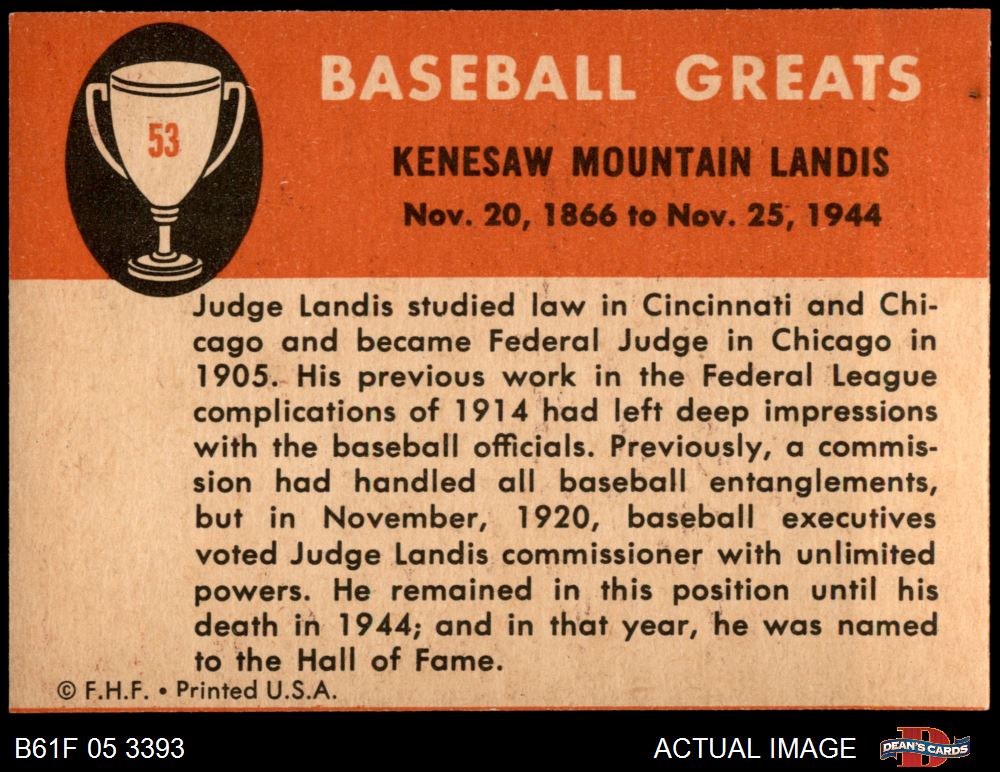 53
BASEBALL GREATS
KENESAW MOUNTAIN LANDIS
Nov. 20, 1866 to Nov. 25, 1944
Judge Landis studied law in Cincinnati and Chi-
cago and became Federal Judge in Chicago in
1905. His previous work in the Federal League
complications of 1914 had left deep impressions
with the baseball officials. Previously, a commis-
sion had handled all baseball entanglements,
but in November, 1920, baseball executives
voted Judge Landis commissioner with unlimited
powers. He remained in this position until his
death in 1944; and in that year, he was named
to the Hall of Fame.
© F.H.F. • Printed U.S.A.
B61F 05 3393
ACTUAL IMAGE
D
DEAN'S CARDS